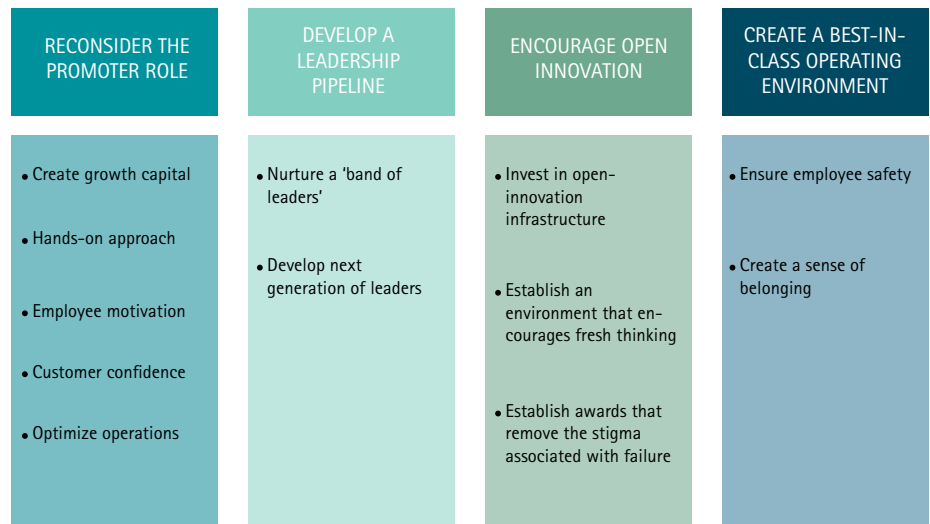 RECONSIDER THE
PROMOTER ROLE
• Create growth capital
• Hands-on approach
• Employee motivation
• Customer confidence
• Optimize operations
DEVELOP A
LEADERSHIP
PIPELINE
• Nurture a ‘band of
leaders’
• Develop next
generation of leaders
ENCOURAGE OPEN
INNOVATION
• Invest in open-
innovation
infrastructure
• Establish an
environment that en-
courages fresh thinking
• Establish awards that
remove the stigma
associated with failure
CREATE A BEST-IN-
CLASS OPERATING
ENVIRONMENT
• Ensure employee safety
• Create a sense of
belonging